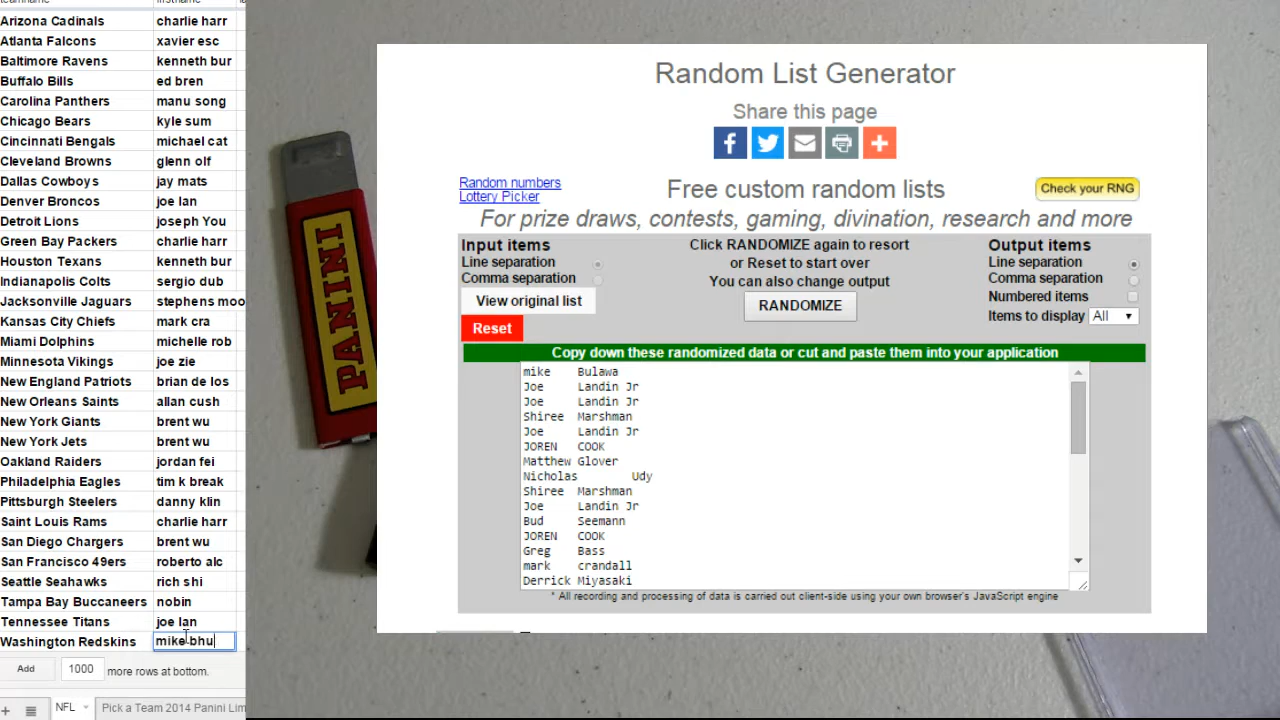 Arizona Cadinals charlie harr
Atlanta Falcons xavier esc
Baltimore Ravens kenneth bur
Buffalo Bills ed bren
Carolina Panthers manu song
Chicago Bears kyle sum
Cincinnati Bengals michael cat
Cleveland Browns glenn olf
Dallas Cowboys jay mats
Denver Broncos joe lan
Detroit Lions joseph You
Green Bay Packers charlie harr
Houston Texans kenneth bur
Indianapolis Colts sergio dub
Jacksonville Jaguars stephens moo
Kansas City Chiefs mark cra
Miami Dolphins michelle rob
Minnesota Vikings joe zie
New England Patriots brian de los
New Orleans Saints allan cush
New York Giants brent wu
New York Jets brent wu
Oakland Raiders jordan fei
Philadelphia Eagles tim k break
Pittsburgh Steelers danny klin
Saint Louis Rams charlie harr
San Diego Chargers brent wu
San Francisco 49ers roberto alc
Seattle Seahawks rich shi
Tampa Bay Buccaneers nobin
Tennessee Titans joe lan
Washington Redskins mike bhu
Add 1000 more rows at bottom.
NFL Pick a Team 2014 Panini Lim
PANINI
Random List Generator
Share this page
Random numbers
Lottery Picker
Free custom random lists
Check your RNG
For prize draws, contests, gaming, divination, research and more
Input items
Line separation
Comma separation
View original list
Reset
Click RANDOMIZE again to resort
or Reset to start over
You can also change output
RANDOMIZE
Output items
Line separation
Comma separation
Numbered items
Items to display All
Copy down these randomized data or cut and paste them into your application
mike Bulawa
Joe Landin Jr
Joe Landin Jr
Shiree Marshman
Joe Landin Jr
JOREN COOK
Matthew Glover
Nicholas Udy
Shiree Marshman
Joe Landin Jr
Bud Seemann
JOREN COOK
Greg Bass
mark crandall
Derrick Miyasaki
* All recording and processing of data is carried out client-side using your own browser's JavaScript engine